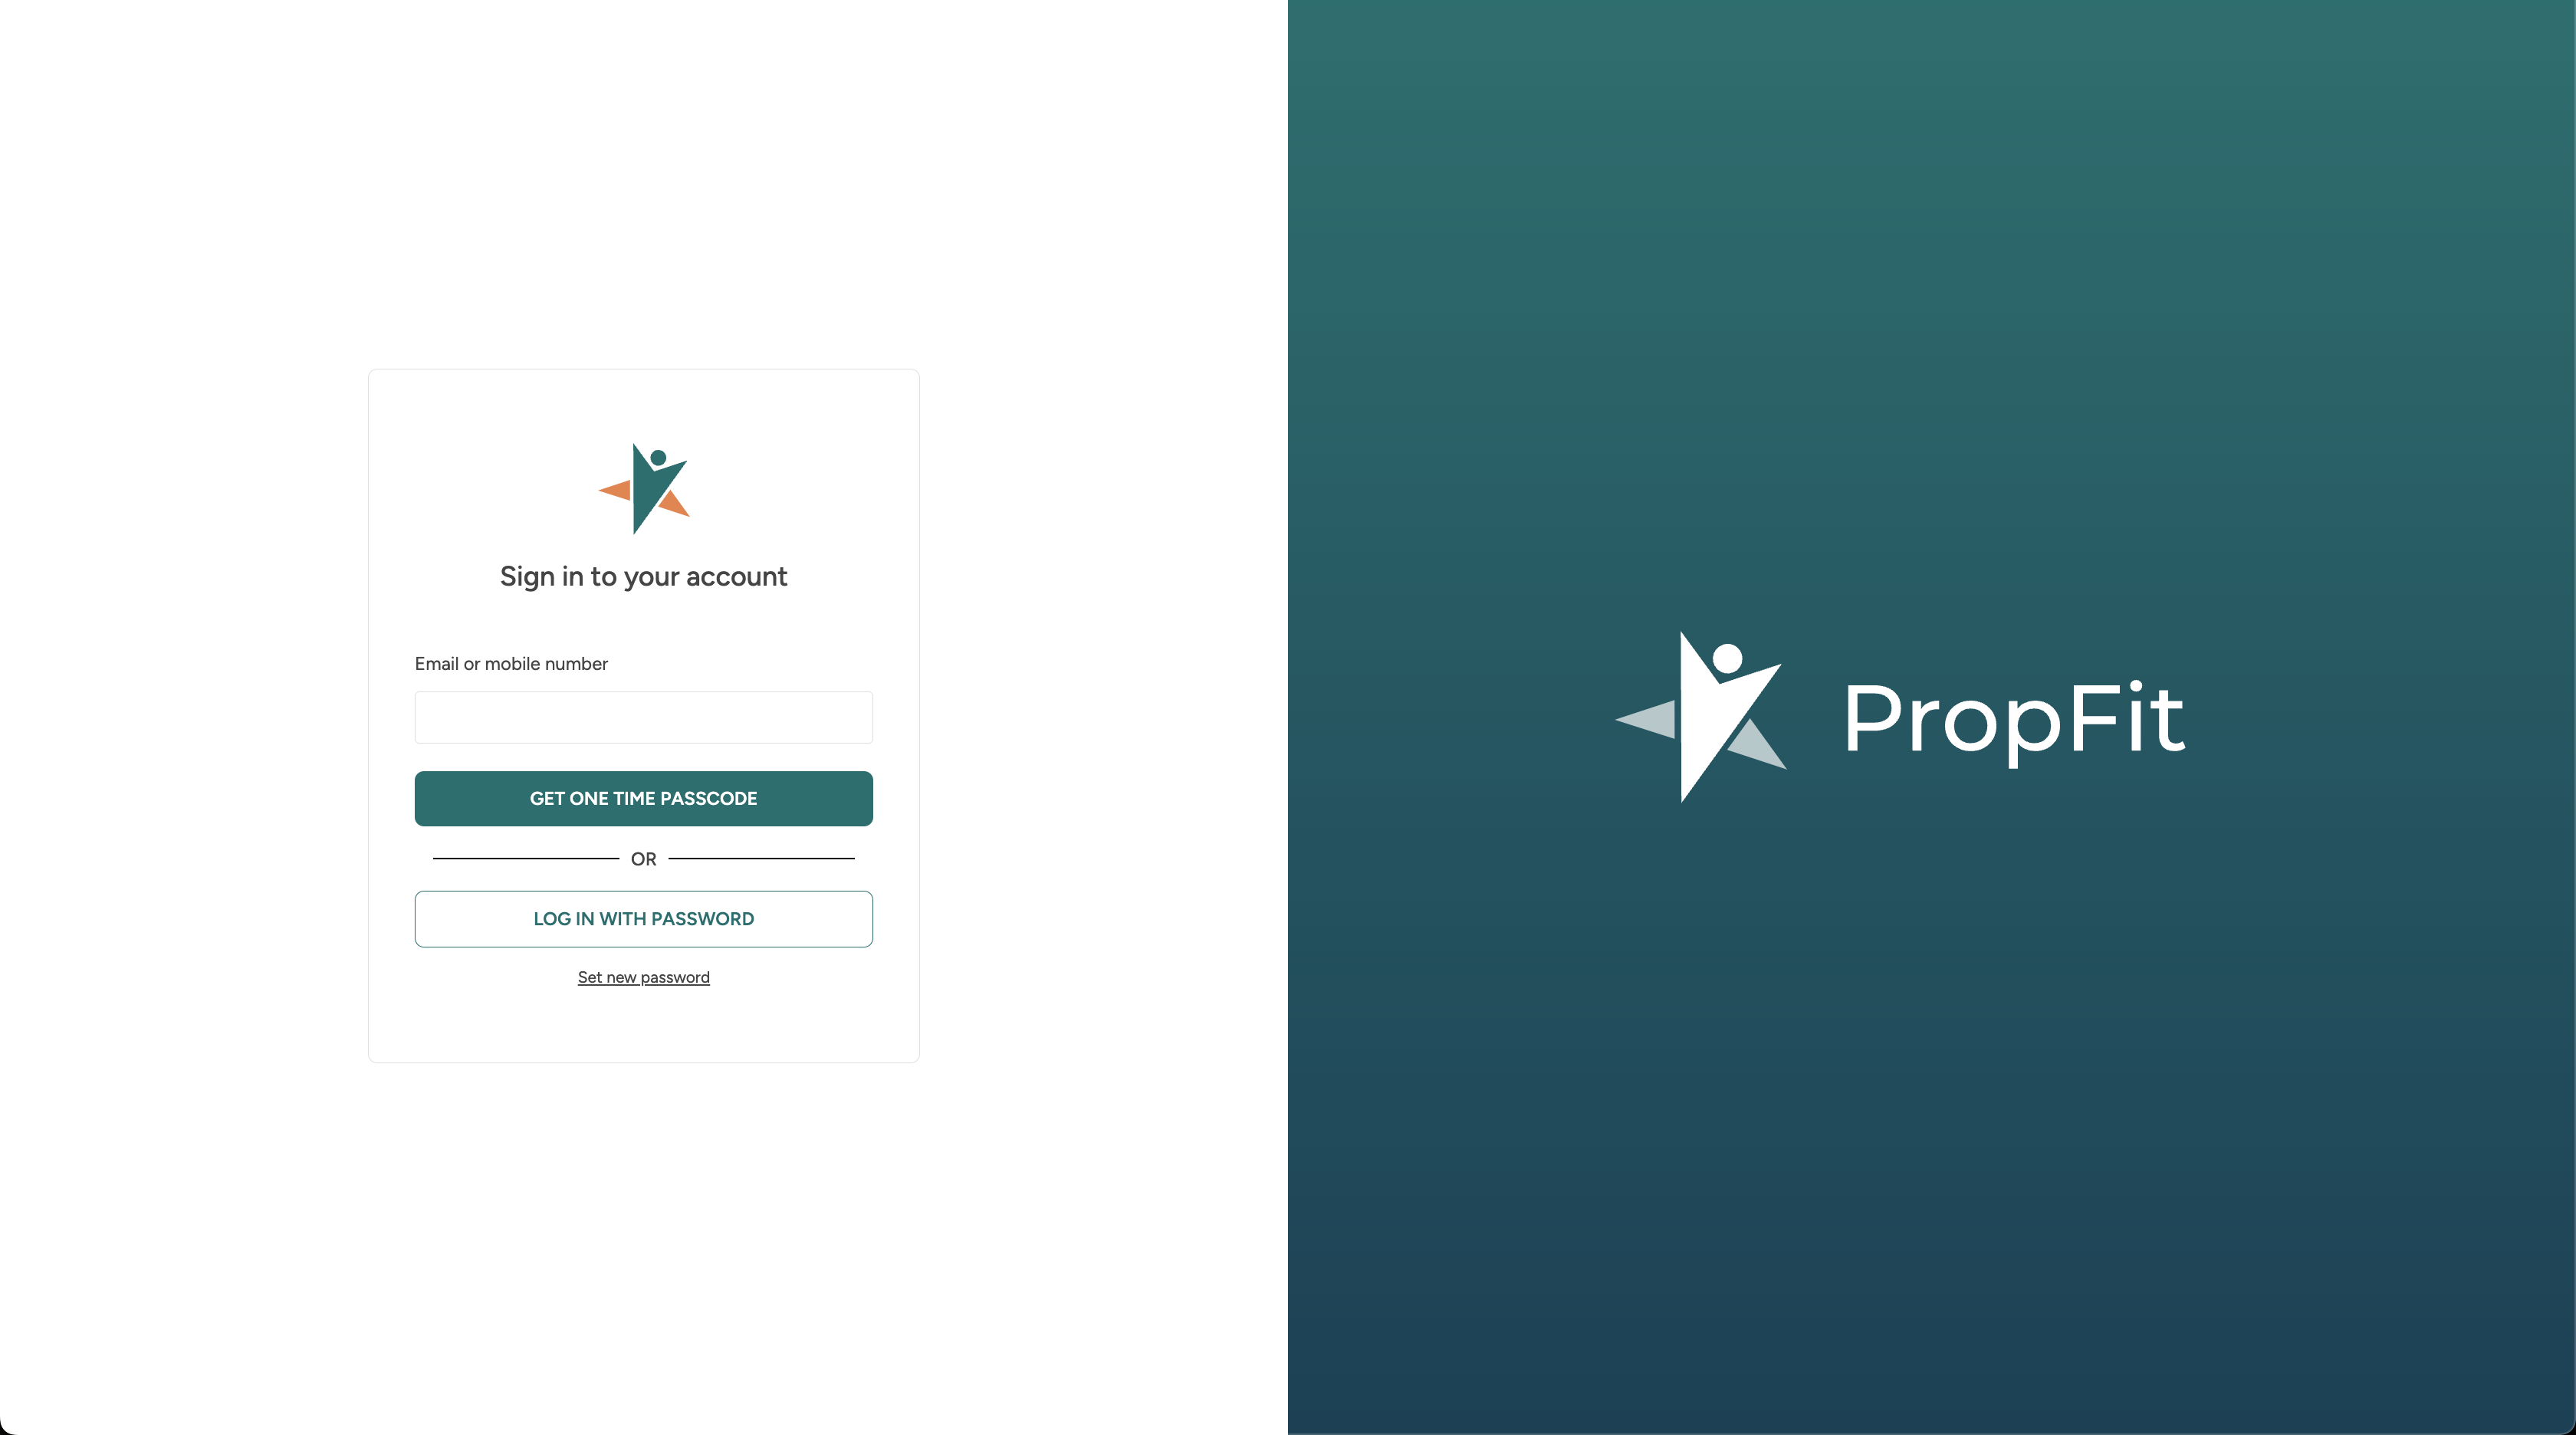 Sign in to your account
Email or mobile number
GET ONE TIME PASSCODE
OR
LOG IN WITH PASSWORD
Set new password
PropFit